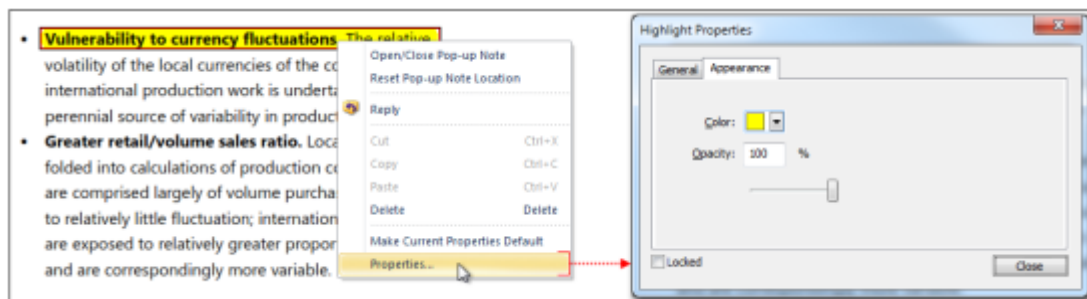 • Vulnerability to currency fluctuations. The relative
volatility of the local currencies of the co
international production work is underta
perennial source of variability in product
• Greater retail/volume sales ratio. Loca
folded into calculations of production co
are comprised largely of volume purcha
to relatively little fluctuation; internation
are exposed to relatively greater propor
and are correspondingly more variable.
Open/Close Pop-up Note
Reset Pop-up Note Location
Reply
Cut Ctrl+X
Copy Ctrl+C
Paste Ctrl+V
Delete Delete
Make Current Properties Default
Properties...
Highlight Properties
General Appearance
Color:
Opacity: 100 %
Locked
Close